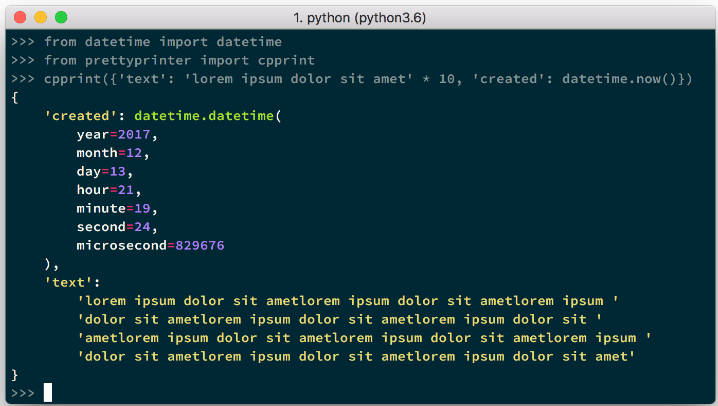 1. python (python3.6)
>>> from datetime import datetime
>>> from prettyprinter import cpprint
>>> cpprint({'text': 'lorem ipsum dolor sit amet' * 10, 'created': datetime.now()})
{
    'created': datetime.datetime(
        year=2017,
        month=12,
        day=13,
        hour=21,
        minute=19,
        second=24,
        microsecond=829676
    ),
    'text':
        'lorem ipsum dolor sit ametlorem ipsum dolor sit ametlorem ipsum '
        'dolor sit ametlorem ipsum dolor sit ametlorem ipsum dolor sit '
        'ametlorem ipsum dolor sit ametlorem ipsum dolor sit ametlorem ipsum '
        'dolor sit ametlorem ipsum dolor sit ametlorem ipsum dolor sit amet'
}
>>>